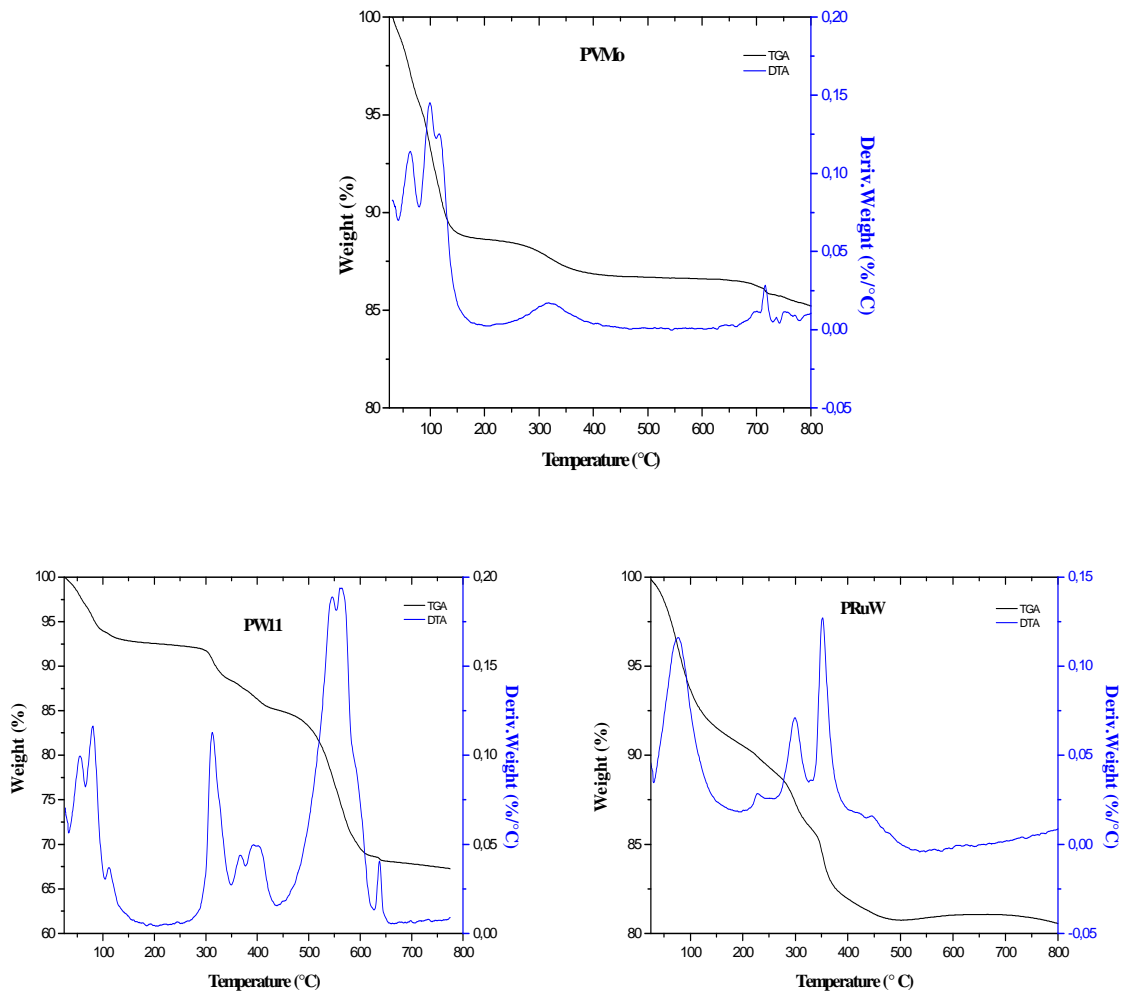 PVMo
TGA
DTA
100
95
90
85
80
0,20
0,15
0,10
0,05
0,00
-0,05
100 200 300 400 500 600 700 800
Weight (%)
Deriv.Weight (%/°C)
Temperature (°C)
PW11
TGA
DTA
100
95
90
85
80
75
70
65
60
0,20
0,15
0,10
0,05
0,00
100 200 300 400 500 600 700 800
Weight (%)
Deriv.Weight (%/°C)
Temperature (°C)
PRuW
TGA
DTA
100
95
90
85
80
0,15
0,10
0,05
0,00
-0,05
100 200 300 400 500 600 700 800
Weight (%)
Deriv.Weight (%/°C)
Temperature (° C)